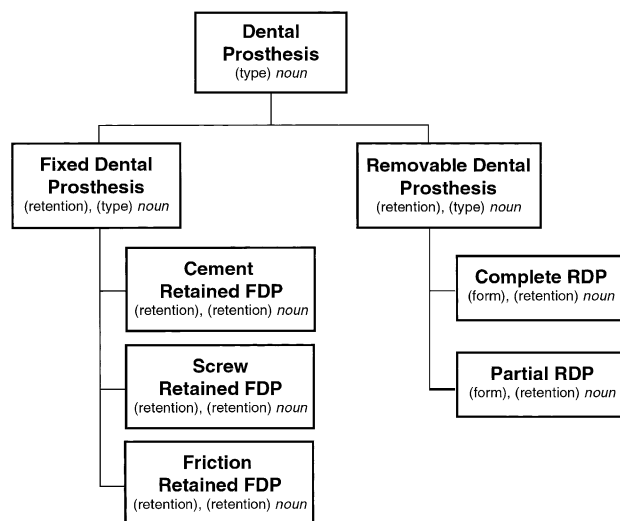 Dental
Prosthesis
(type) noun
Fixed Dental
Prosthesis
(retention), (type) noun
Removable Dental
Prosthesis
(retention), (type) noun
Cement
Retained FDP
(retention), (retention) noun
Screw
Retained FDP
(retention), (retention) noun
Friction
Retained FDP
(retention), (retention) noun
Complete RDP
(form), (retention) noun
Partial RDP
(form), (retention) noun